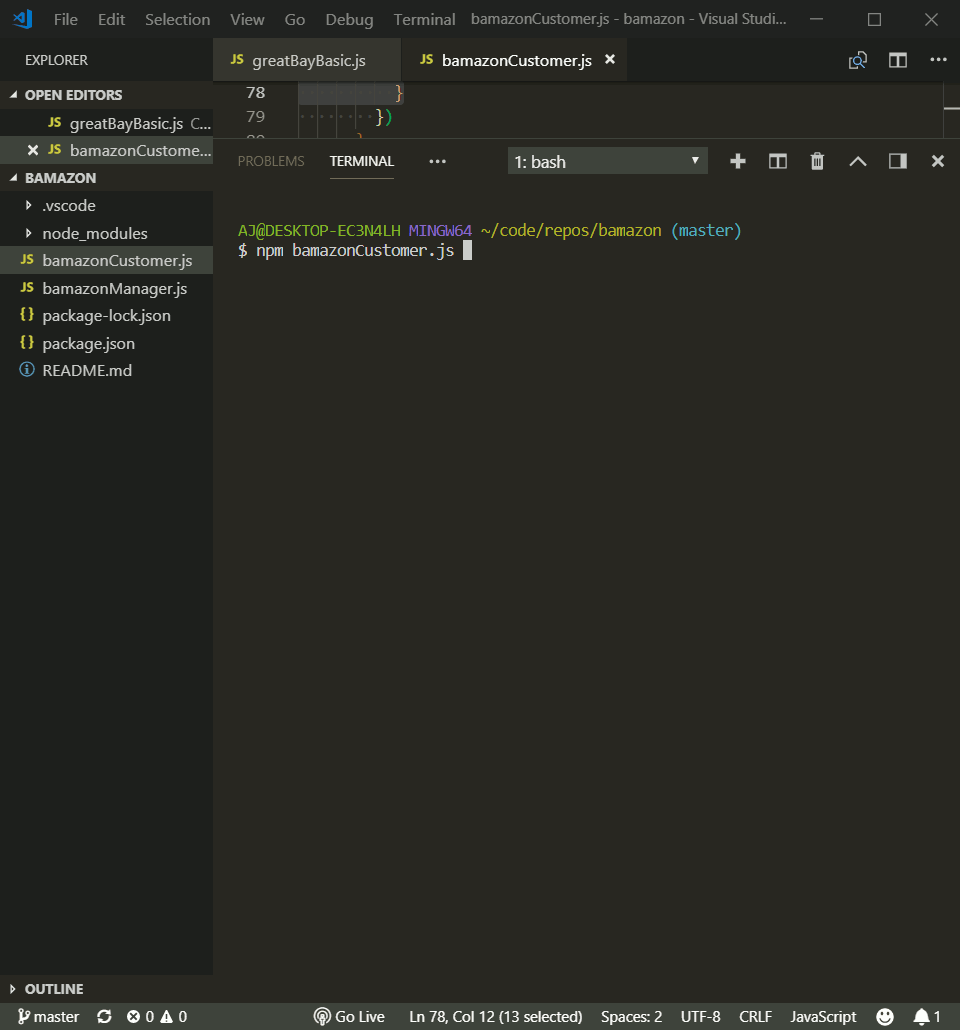 File Edit Selection View Go Debug Terminal bamazonCustomer.js - bamazon - Visual Studi...
EXPLORER
JS greatBayBasic.js
JS bamazonCustomer.js
OPEN EDITORS
JS greatBayBasic.js C...
JS bamazonCustome...
BAMAZON
.vscode
node_modules
JS bamazonCustomer.js
JS bamazonManager.js
{} package-lock.json
{} package.json
README.md
78 }
79 })
80 }
PROBLEMS TERMINAL ... 1: bash
AJ@DESKTOP-EC3N4LH MINGW64 ~/code/repos/bamazon (master)
$ npm bamazonCustomer.js
OUTLINE
master 0 0 Go Live Ln 78, Col 12 (13 selected) Spaces: 2 UTF-8 CRLF JavaScript 1